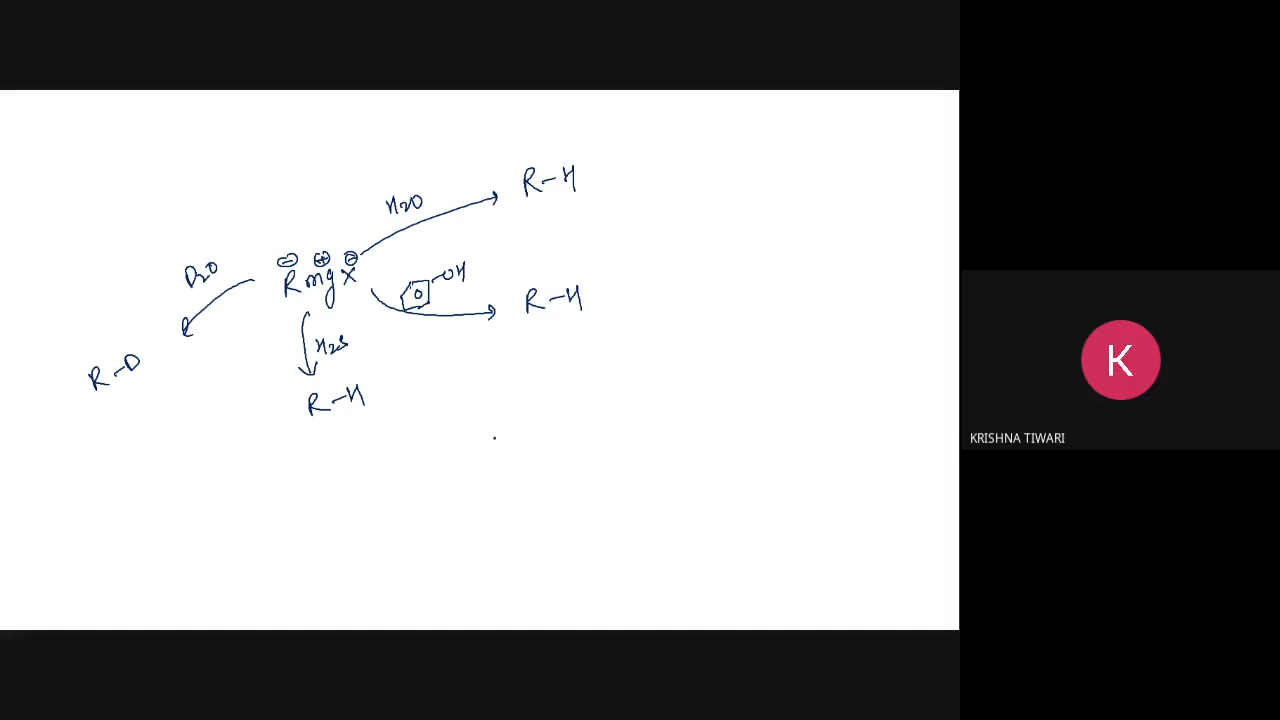 H2O
R-H
D2O
⊖ ⊕ ⊖
RmgX
-OH
R-H
H2S
R-D
R-H
K
KRISHNA TIWARI